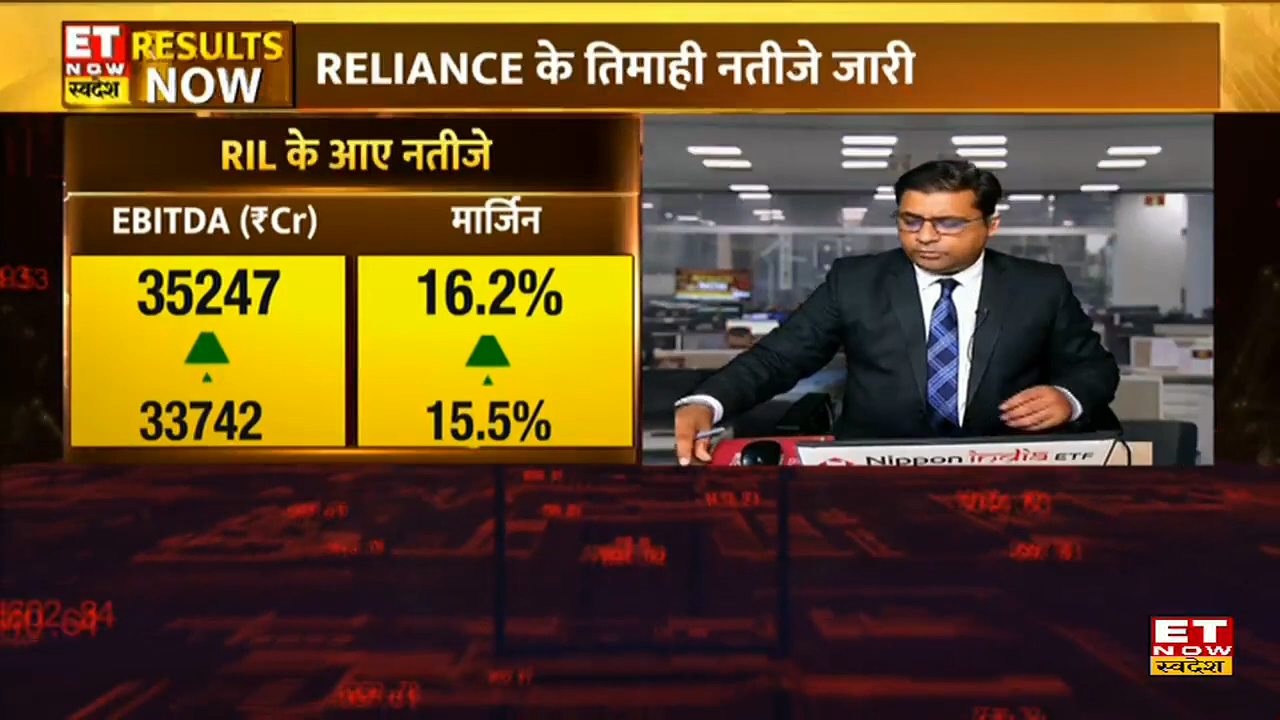 ET
NOW
स्वदेश
RESULTS
NOW
RELIANCE के तिमाही नतीजे जारी
RIL के आए नतीजे
EBITDA (₹Cr)
मार्जिन
35247
16.2%
33742
15.5%
Nippon india ETF
ET
NOW
स्वदेश